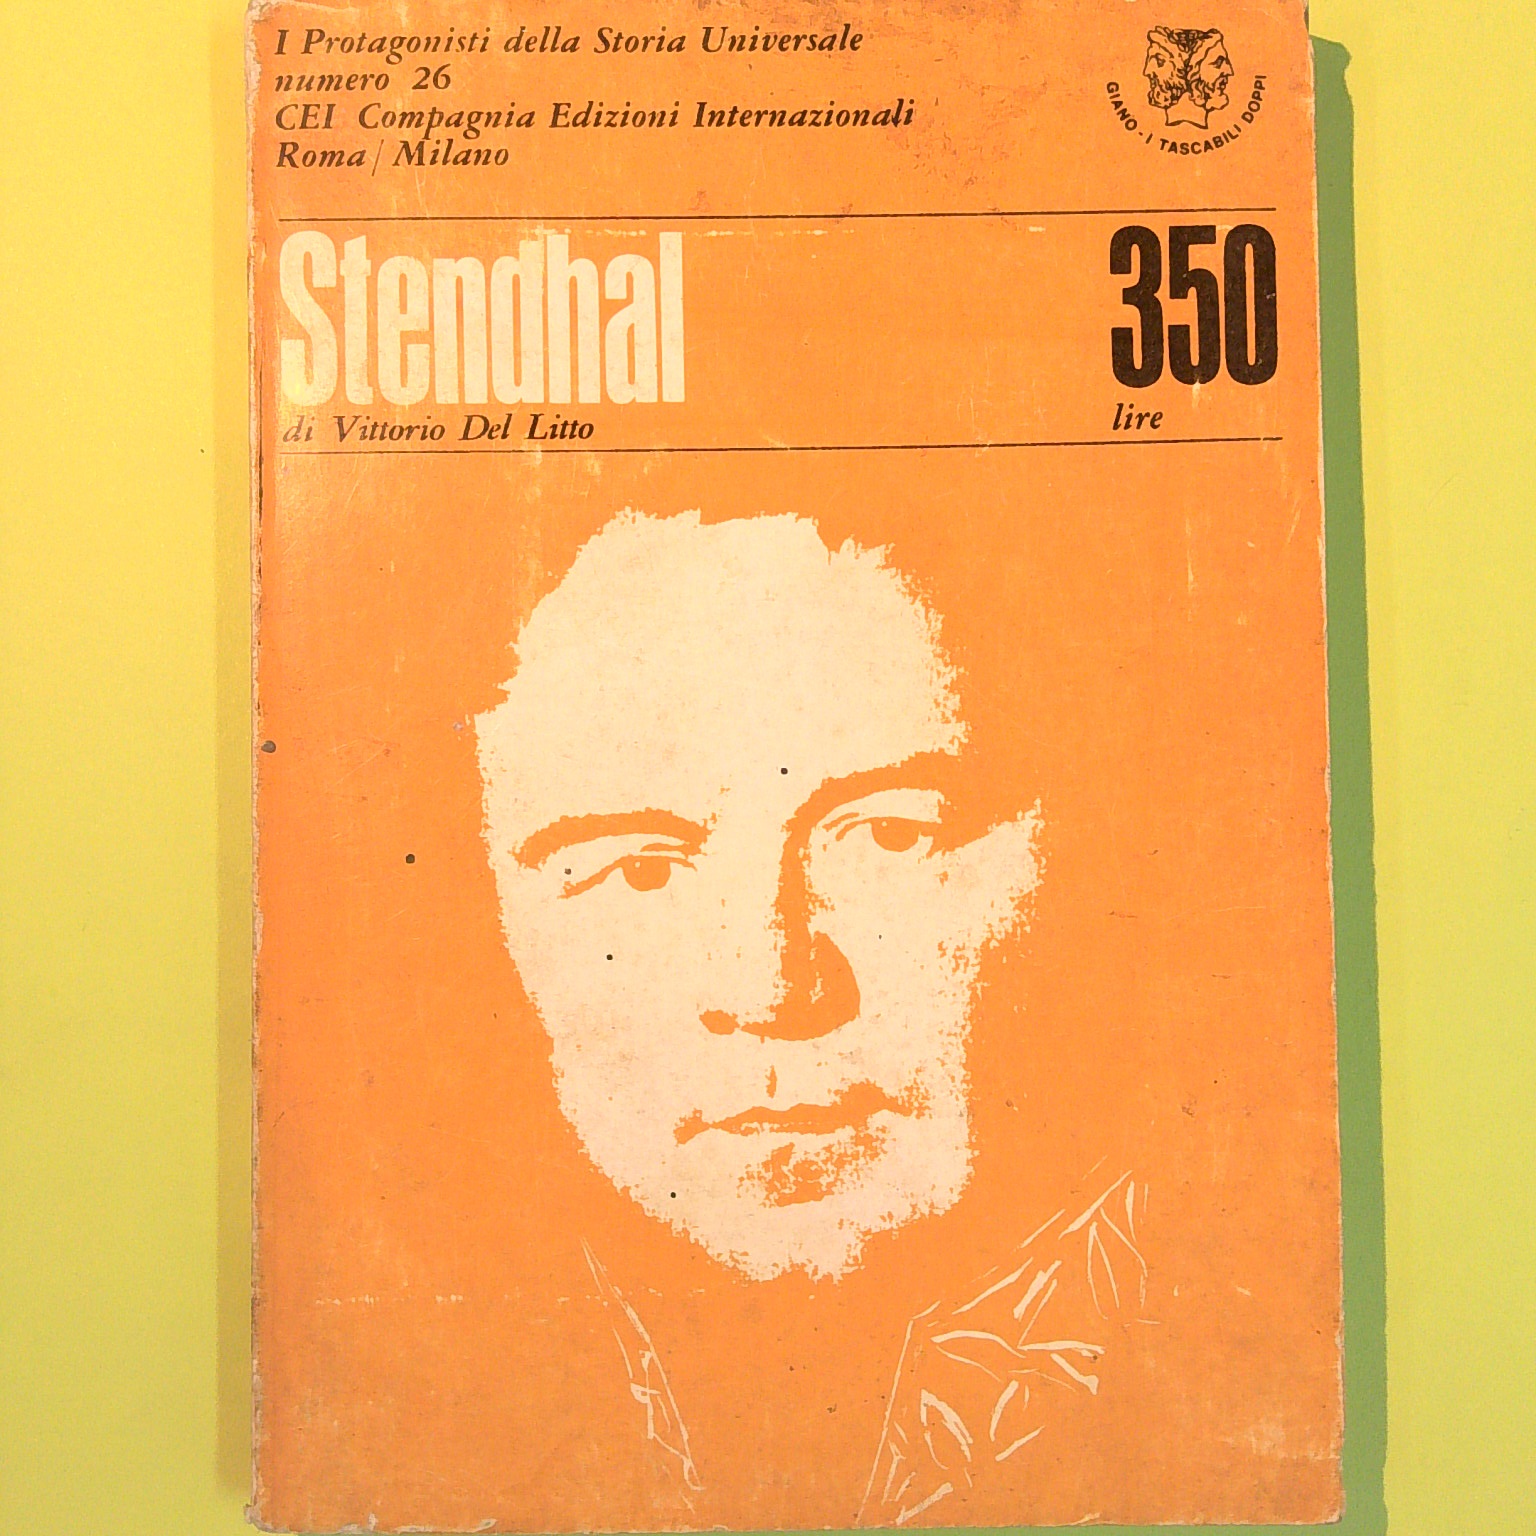 I Protagonisti della Storia Universale
numero 26
CEI Compagnia Edizioni Internazionali
Roma / Milano
GIANO - I TASCABILI DOPPI
Stendhal
350
di Vittorio Del Litto
lire